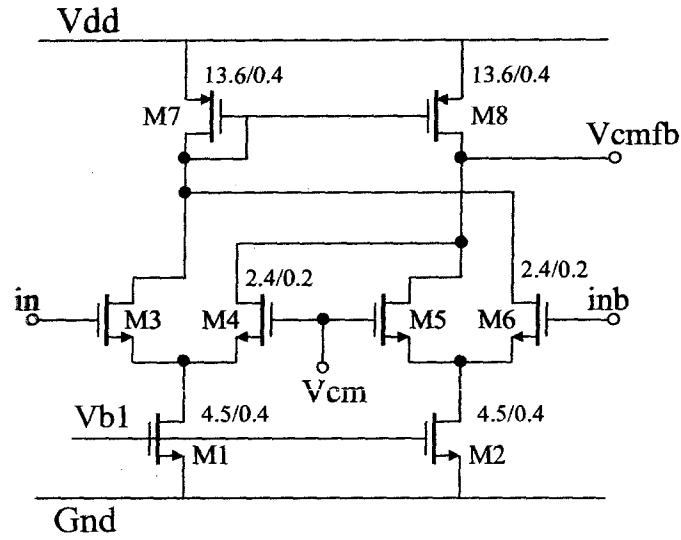 Vdd
13.6/0.4
13.6/0.4
M7
M8
Vcmfb
2.4/0.2
2.4/0.2
in
M3
M4
M5
M6
inb
Vcm
Vb1
4.5/0.4
4.5/0.4
M1
M2
Gnd